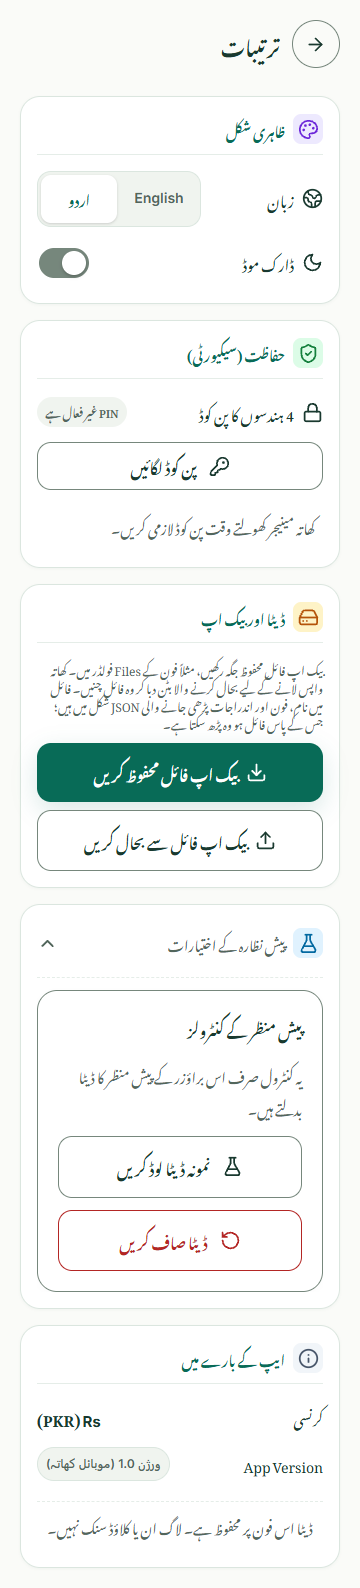 ترتیبات
ظاہری شکل
زبان
اردو
English
ڈارک موڈ
حفاظت (سیکیورٹی)
4 ہندسوں کا پن کوڈ
PIN غیر فعال ہے
پن کوڈ لگائیں
کھاتہ مینیجر کھولتے وقت پن کوڈ لازمی کریں۔
ڈیٹا اور بیک اپ
بیک اپ فائل محفوظ جگہ رکھیں، مثلاً فون کے Files فولڈر میں۔ کھاتہ
واپس لانے کے لیے بحال کرنے والا بٹن دبا کر وہ فائل چنیں۔ فائل
میں نام، فون اور اندراجات پڑھی جانے والی JSON شکل میں ہیں؛
جس کے پاس فائل ہو وہ پڑھ سکتا ہے۔
بیک اپ فائل محفوظ کریں
بیک اپ فائل سے بحال کریں
پیش نظارہ کے اختیارات
پیش منظر کے کنٹرولز
یہ کنٹرول صرف اس براؤزر کے پیش منظر کا ڈیٹا
بدلتے ہیں۔
نمونہ ڈیٹا لوڈ کریں
ڈیٹا صاف کریں
ایپ کے بارے میں
کرنسی
Rs (PKR)
App Version
ورژن 1.0 (موبائل کھاتہ)
ڈیٹا اس فون پر محفوظ ہے۔ لاگ ان یا کلاؤڈ سنک نہیں۔